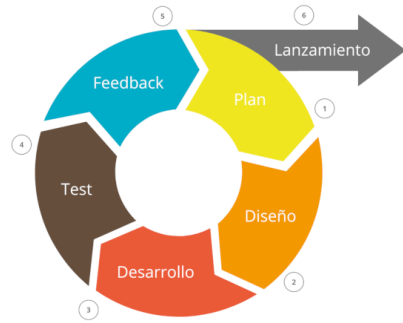 5
6
Lanzamiento
Feedback
Plan
1
4
Test
Diseño
Desarrollo
2
3